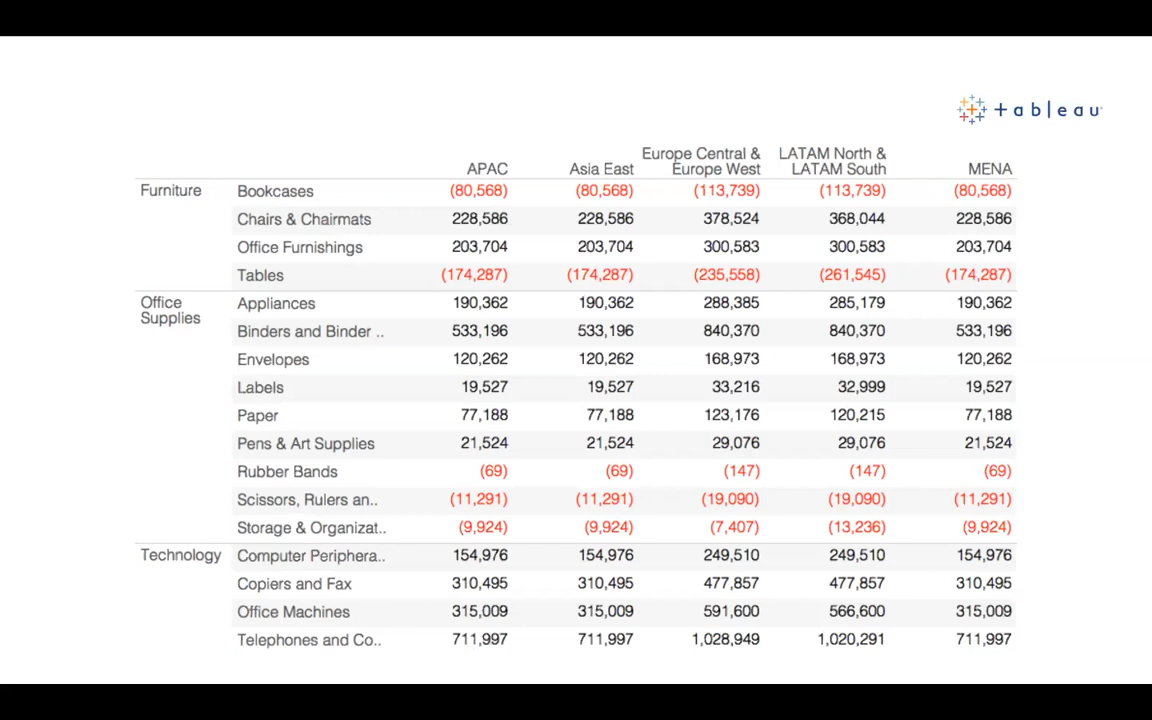 +ableau
APAC Asia East Europe Central & Europe West LATAM North & LATAM South MENA
Furniture Bookcases (80,568) (80,568) (113,739) (113,739) (80,568)
Chairs & Chairmats 228,586 228,586 378,524 368,044 228,586
Office Furnishings 203,704 203,704 300,583 300,583 203,704
Tables (174,287) (174,287) (235,558) (261,545) (174,287)
Office Supplies Appliances 190,362 190,362 288,385 285,179 190,362
Binders and Binder .. 533,196 533,196 840,370 840,370 533,196
Envelopes 120,262 120,262 168,973 168,973 120,262
Labels 19,527 19,527 33,216 32,999 19,527
Paper 77,188 77,188 123,176 120,215 77,188
Pens & Art Supplies 21,524 21,524 29,076 29,076 21,524
Rubber Bands (69) (69) (147) (147) (69)
Scissors, Rulers an.. (11,291) (11,291) (19,090) (19,090) (11,291)
Storage & Organizat.. (9,924) (9,924) (7,407) (13,236) (9,924)
Technology Computer Periphera.. 154,976 154,976 249,510 249,510 154,976
Copiers and Fax 310,495 310,495 477,857 477,857 310,495
Office Machines 315,009 315,009 591,600 566,600 315,009
Telephones and Co.. 711,997 711,997 1,028,949 1,020,291 711,997